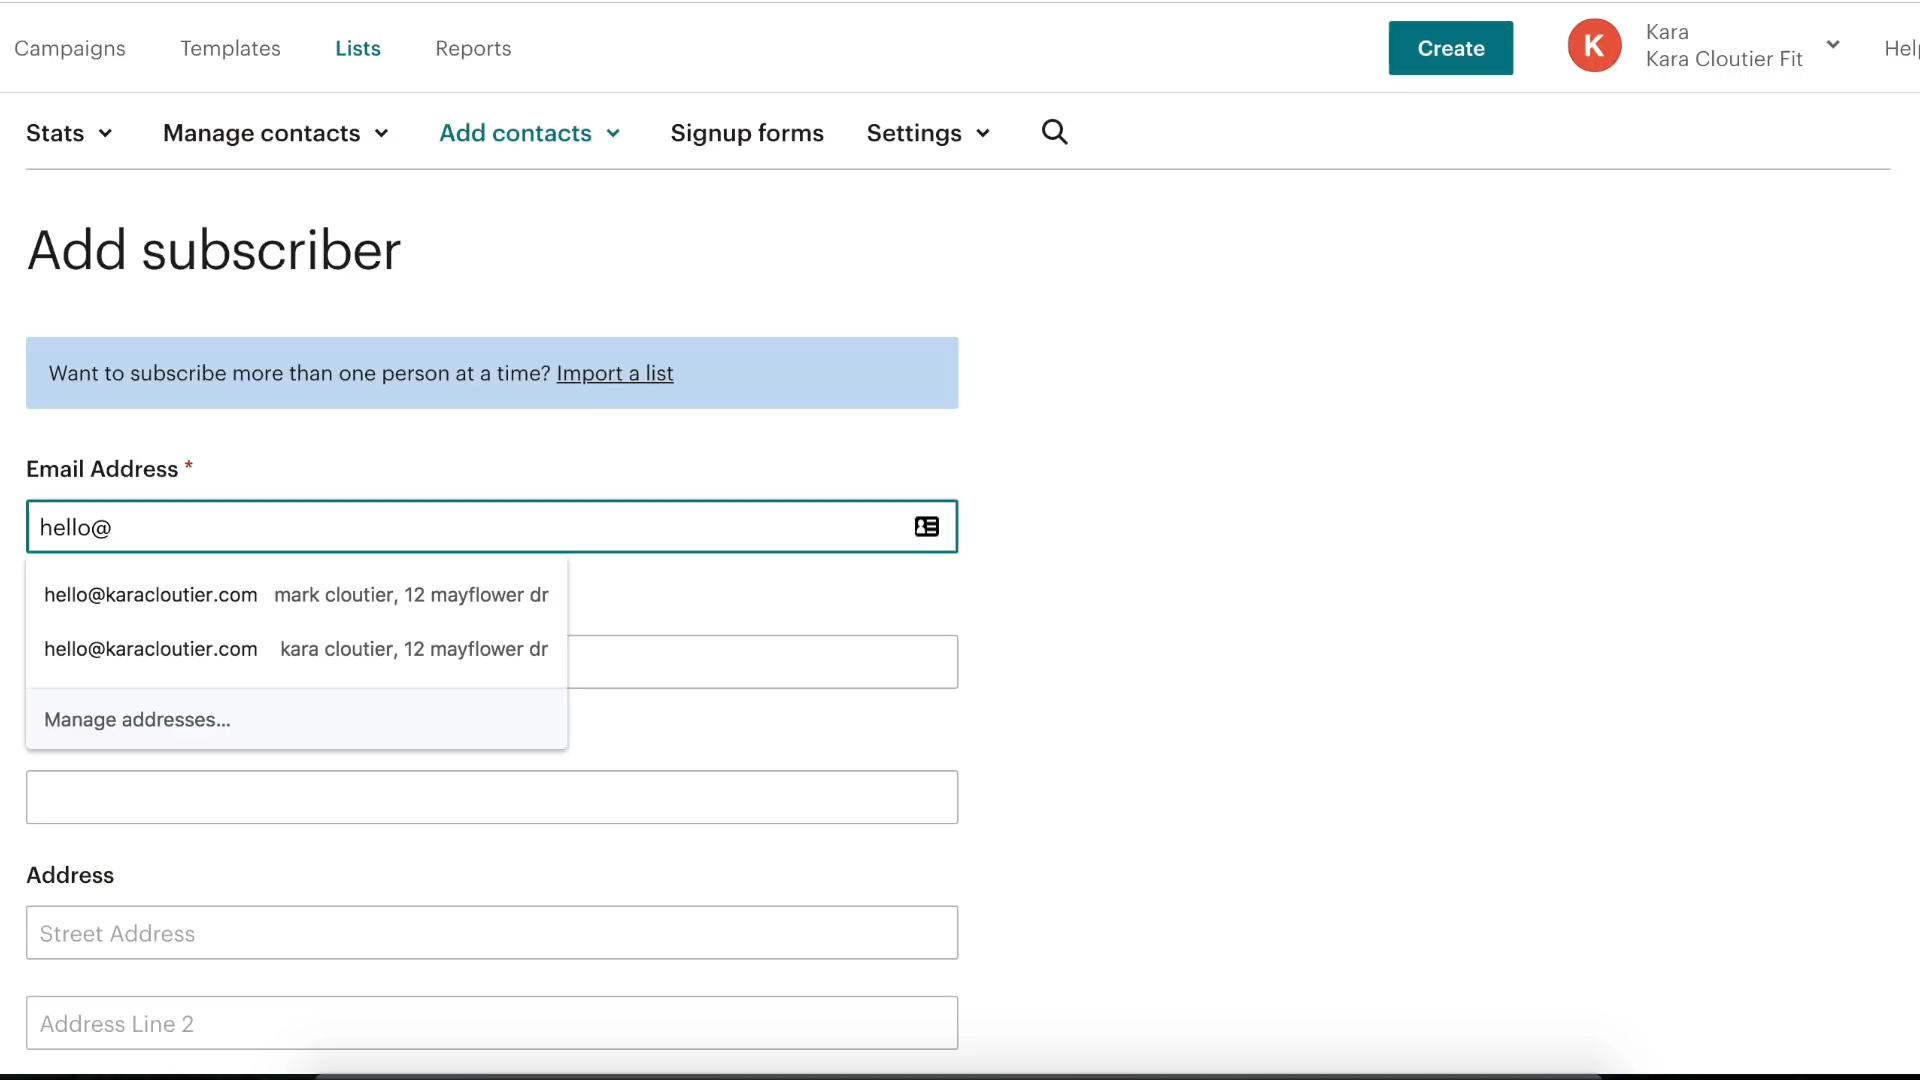 Campaigns Templates Lists Reports Create K Kara
Kara Cloutier Fit
Stats Manage contacts Add contacts Signup forms Settings
Add subscriber
Want to subscribe more than one person at a time? Import a list
Email Address *
hello@
hello@karacloutier.com mark cloutier, 12 mayflower dr
hello@karacloutier.com kara cloutier, 12 mayflower dr
Manage addresses...
Address
Street Address
Address Line 2